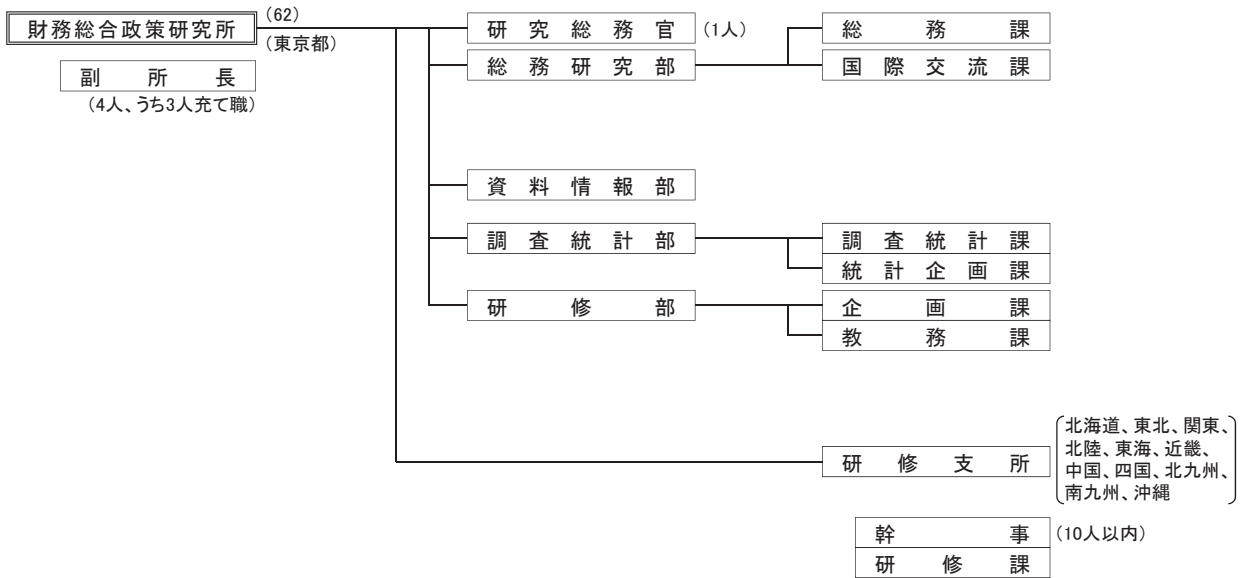 財務総合政策研究所
(62)
(東京都)
副所長
(4人、うち3人充て職)
研究総務官
(1人)
総務研究部
総務課
国際交流課
資料情報部
調査統計部
調査統計課
統計企画課
研修部
企画課
教務課
研修支所
北海道、東北、関東、
北陸、東海、近畿、
中国、四国、北九州、
南九州、沖縄
幹事
(10人以内)
研修課